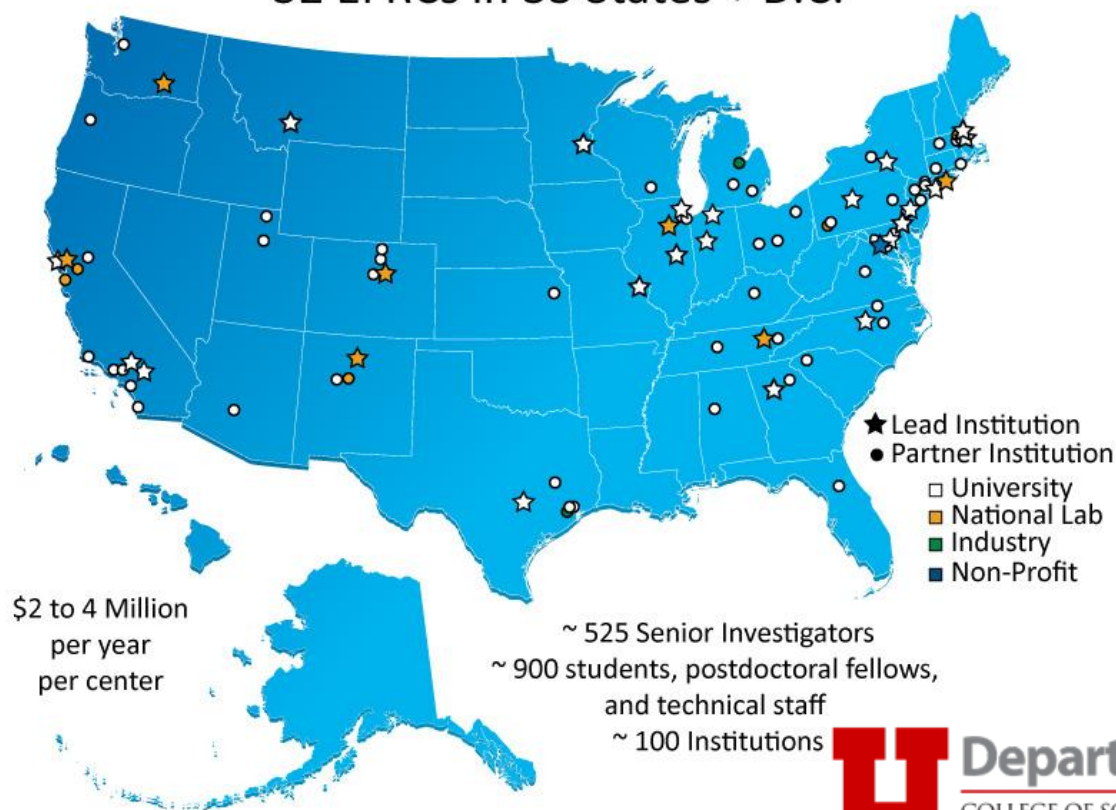 Lead Institution
Partner Institution
University
National Lab
Industry
Non-Profit
$2 to 4 Million
per year
per center
~ 525 Senior Investigators
~ 900 students, postdoctoral fellows,
and technical staff
~ 100 Institutions
U